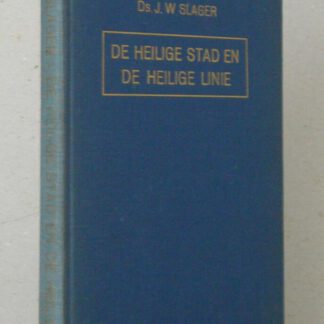 Ds. J. W SLAGER
DE HEILIGE STAD EN
DE HEILIGE LINIE